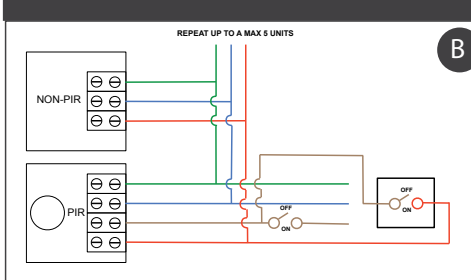 REPEAT UP TO A MAX 5 UNITS
B
NON-PIR
PIR
OFF
ON
OFF
ON